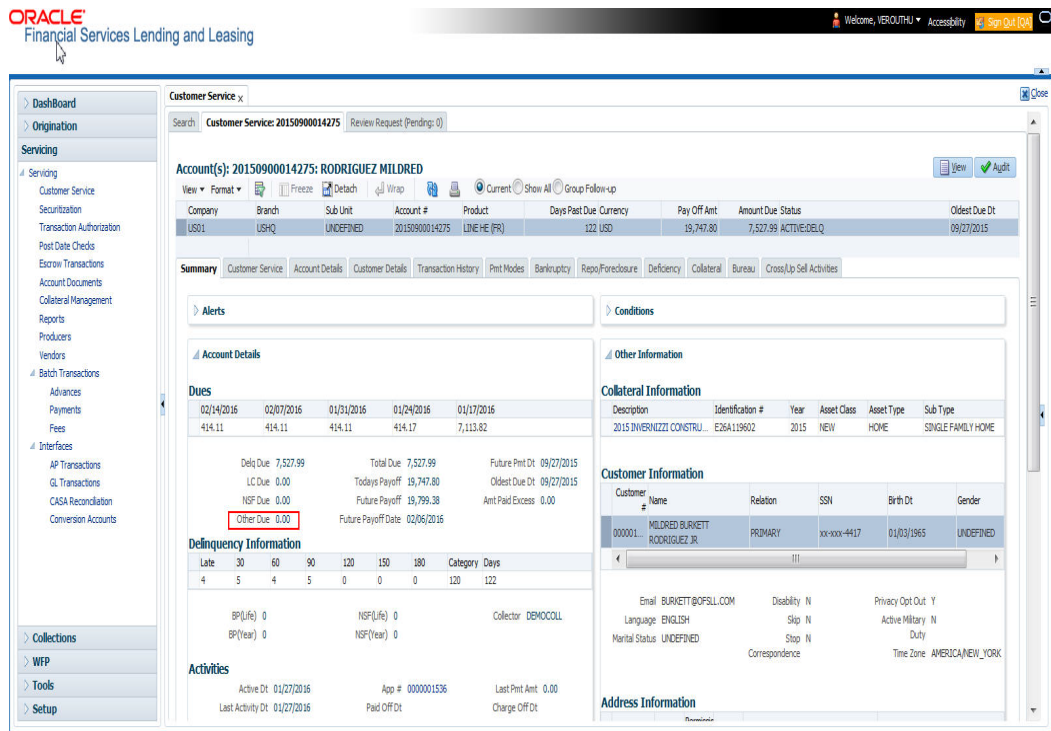 ORACLE
Financial Services Lending and Leasing
Welcome, VEROUTHU Accessibility Sign Out [QA]
Customer Service x
Close
DashBoard
Origination
Servicing
Servicing
Customer Service
Securitization
Transaction Authorization
Post Date Checks
Escrow Transactions
Account Documents
Collateral Management
Reports
Producers
Vendors
Batch Transactions
Advances
Payments
Fees
Interfaces
AP Transactions
GL Transactions
CASA Reconciliation
Conversion Accounts
Collections
WFP
Tools
Setup
Search Customer Service: 20150900014275 Review Request (Pending: 0)
Account(s): 20150900014275: RODRIGUEZ MILDRED
View Audit
View Format Freeze Detach Wrap Current Show All Group Follow-up
Company Branch Sub Unit Account # Product Days Past Due Currency Pay Off Amt Amount Due Status Oldest Due Dt
US01 USHQ UNDEFINED 20150900014275 LINE HE (FR) 122 USD 19,747.80 7,527.99 ACTIVE:DELQ 09/27/2015
Summary Customer Service Account Details Customer Details Transaction History Pmt Modes Bankruptcy Repo/Foreclosure Deficiency Collateral Bureau Cross/Up Sell Activities
Alerts
Account Details
Dues
02/14/2016 02/07/2016 01/31/2016 01/24/2016 01/17/2016
414.11 414.11 414.11 414.17 7,113.82
Delq Due 7,527.99 Total Due 7,527.99 Future Pmt Dt 09/27/2015
LC Due 0.00 Todays Payoff 19,747.80 Oldest Due Dt 09/27/2015
NSF Due 0.00 Future Payoff 19,799.38 Amt Paid Excess 0.00
Other Due 0.00 Future Payoff Date 02/06/2016
Delinquency Information
Late 30 60 90 120 150 180 Category Days
4 5 4 5 0 0 0 120 122
BP(Life) 0 NSF(Life) 0 Collector DEMOCOLL
BP(Year) 0 NSF(Year) 0
Activities
Active Dt 01/27/2016 App # 0000001536 Last Pmt Amt 0.00
Last Activity Dt 01/27/2016 Paid Off Dt Charge Off Dt
Conditions
Other Information
Collateral Information
Description Identification # Year Asset Class Asset Type Sub Type
2015 INVERNIZZI CONSTRU... E26A119602 2015 NEW HOME SINGLE FAMILY HOME
Customer Information
Customer # Name Relation SSN Birth Dt Gender
000001... MILDRED BURKETT RODRIGUEZ JR PRIMARY xx-xxx-4417 01/03/1965 UNDEFINED
Email BURKETT@OFSLL.COM Disability N Privacy Opt Out Y
Language ENGLISH Skip N Active Military Duty N
Marital Status UNDEFINED Stop Correspondence N Time Zone AMERICA/NEW_YORK
Address Information